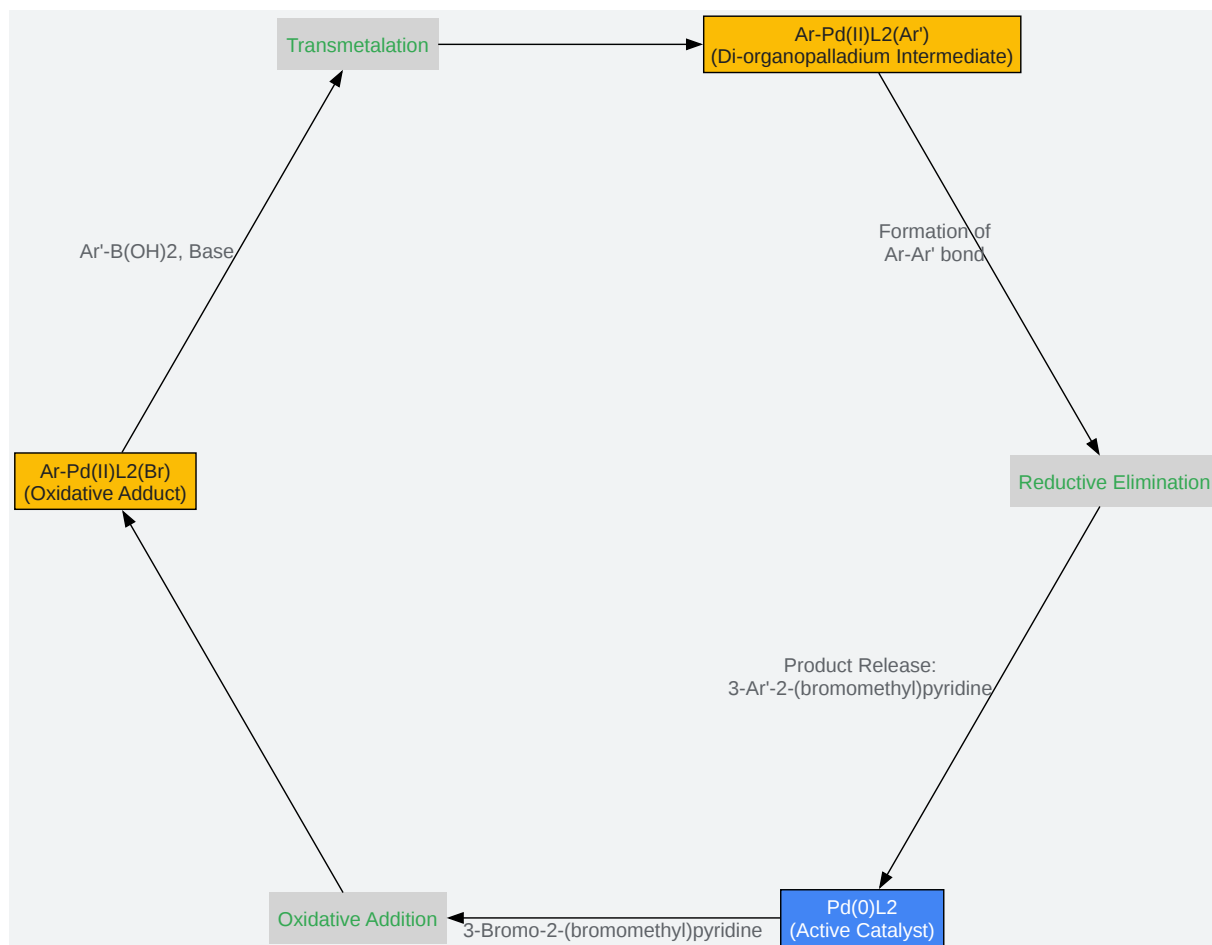 Transmetalation
Ar-Pd(II)L2(Ar')
(Di-organopalladium Intermediate)
Ar'-B(OH)2, Base
Formation of
Ar-Ar' bond
Ar-Pd(II)L2(Br)
(Oxidative Adduct)
Reductive Elimination
Product Release:
3-Ar'-2-(bromomethyl)pyridine
Oxidative Addition
3-Bromo-2-(bromomethyl)pyridine
Pd(0)L2
(Active Catalyst)